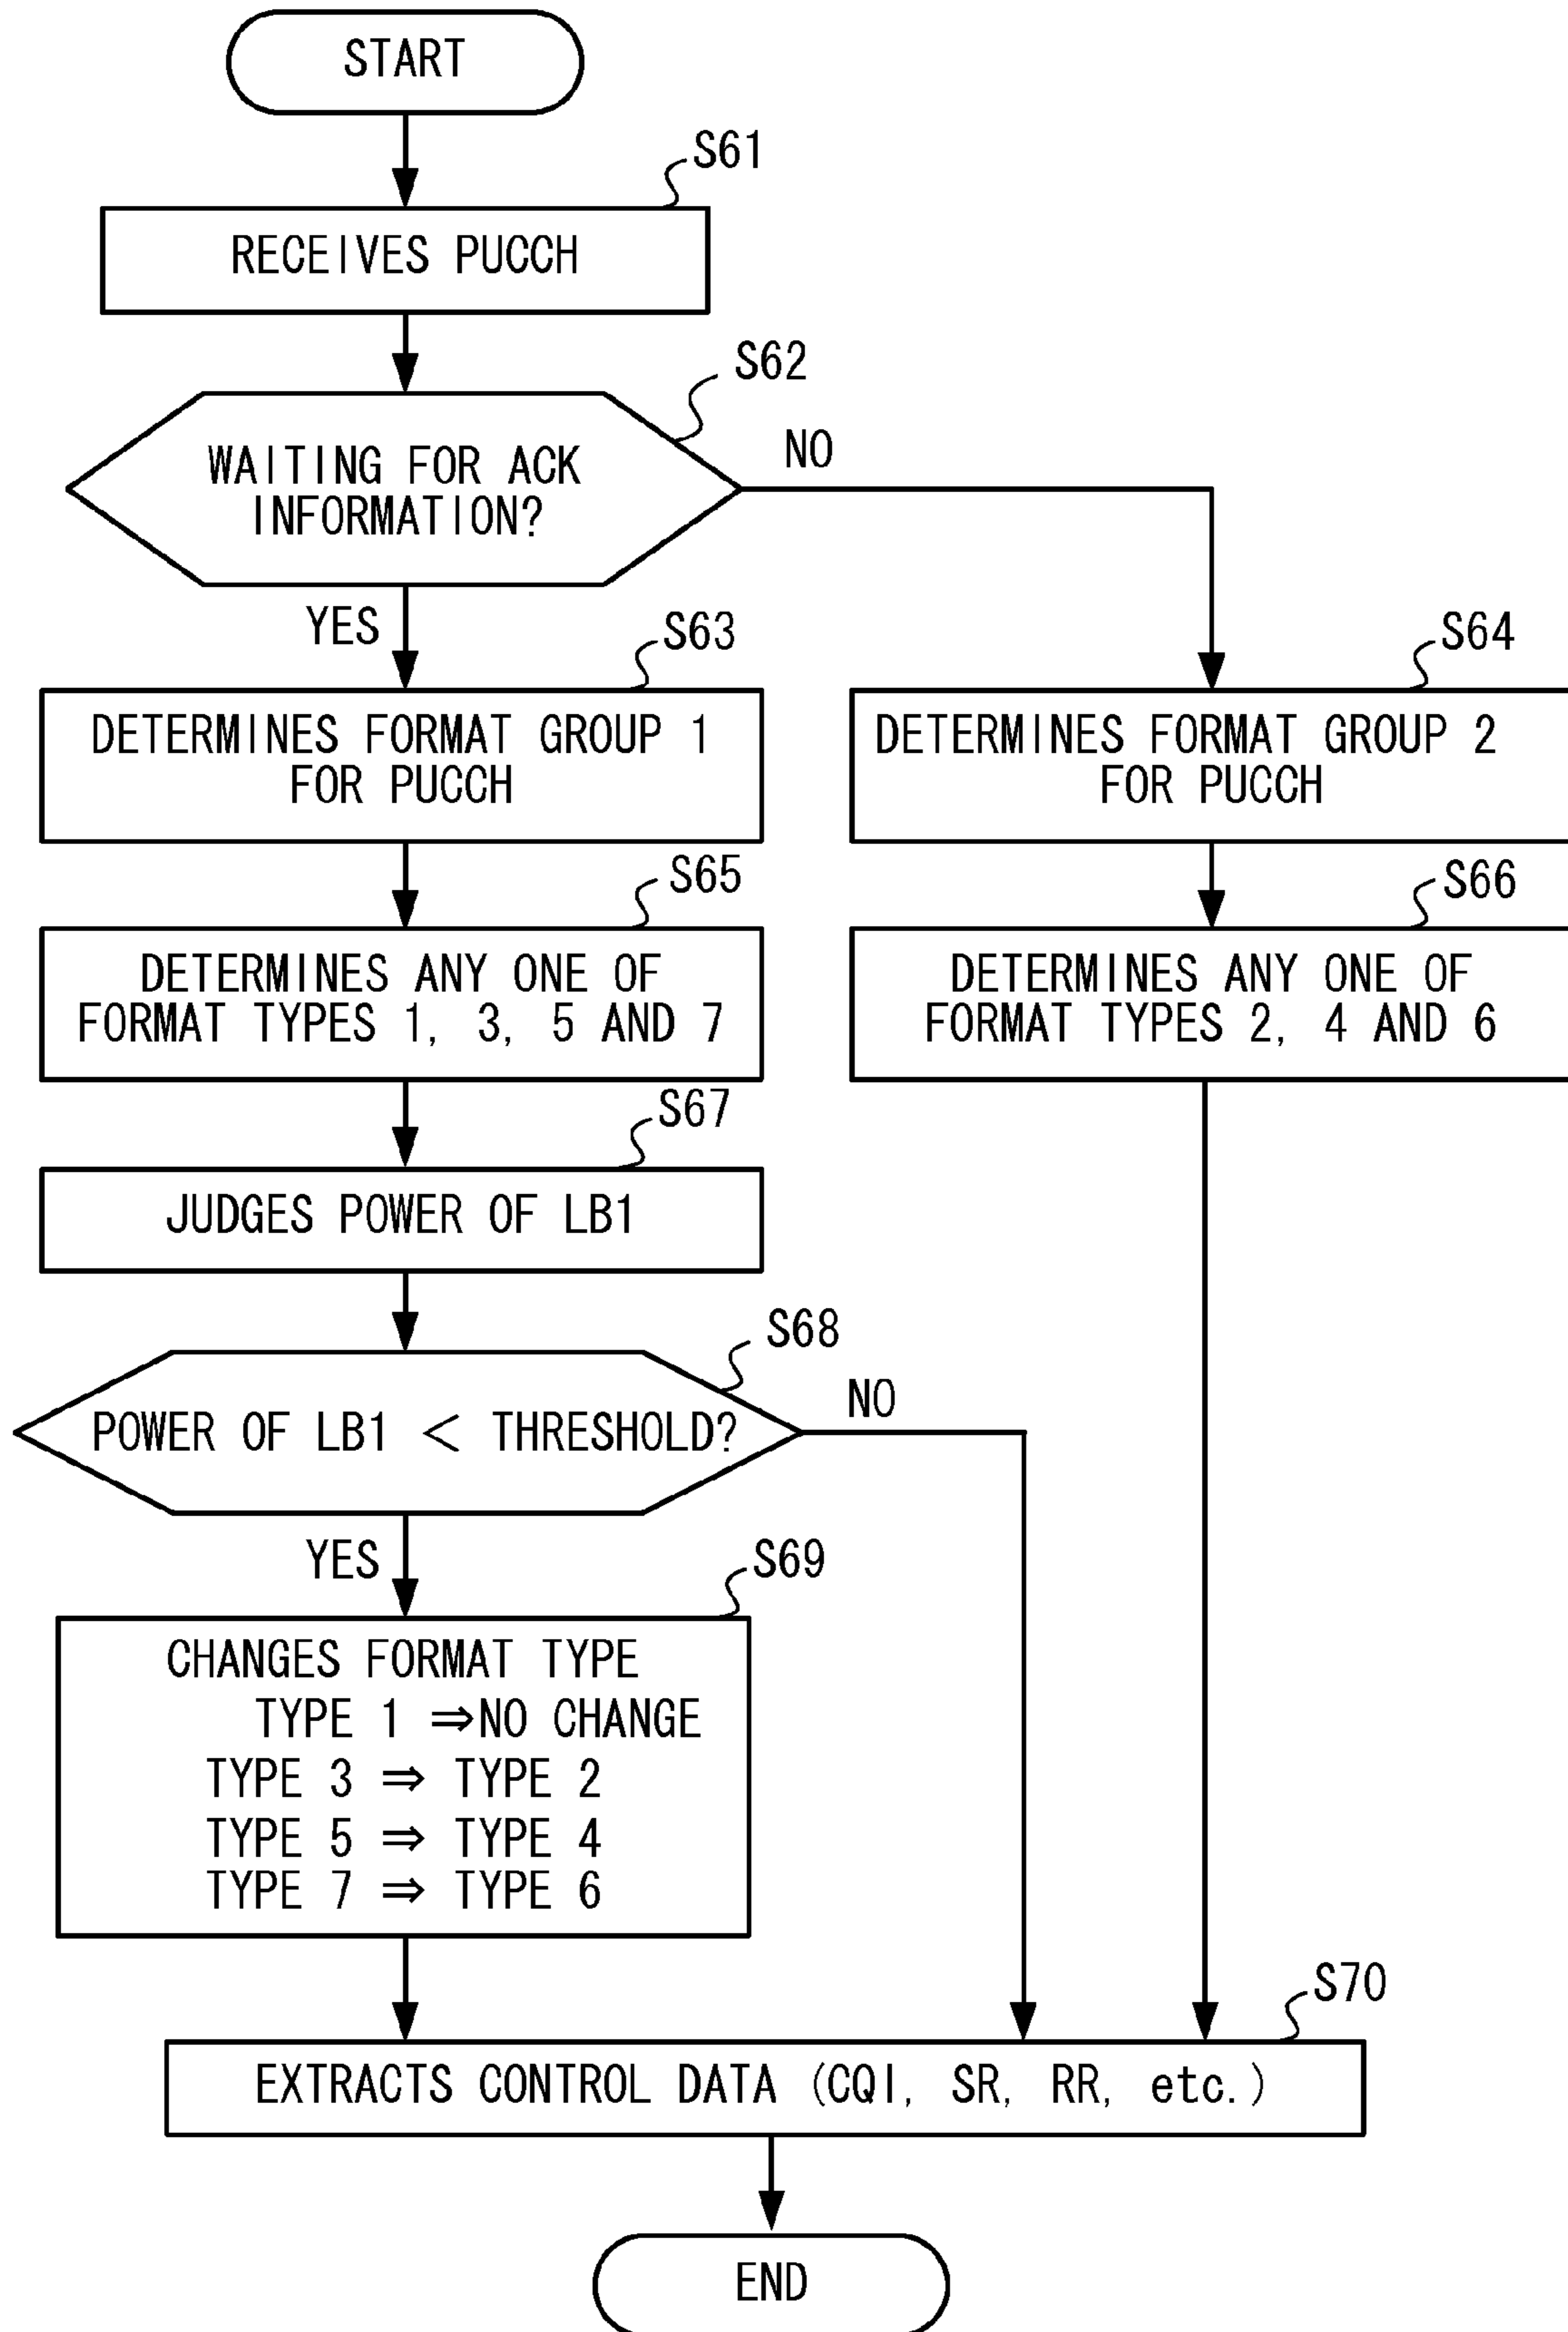 START
S61
RECEIVES PUCCH
S62
WAITING FOR ACK
INFORMATION?
NO
YES
S63
DETERMINES FORMAT GROUP 1
FOR PUCCH
S64
DETERMINES FORMAT GROUP 2
FOR PUCCH
S65
DETERMINES ANY ONE OF
FORMAT TYPES 1, 3, 5 AND 7
S66
DETERMINES ANY ONE OF
FORMAT TYPES 2, 4 AND 6
S67
JUDGES POWER OF LB1
S68
POWER OF LB1 < THRESHOLD?
NO
YES
S69
CHANGES FORMAT TYPE
TYPE 1 ⇒NO CHANGE
TYPE 3 ⇒ TYPE 2
TYPE 5 ⇒ TYPE 4
TYPE 7 ⇒ TYPE 6
S70
EXTRACTS CONTROL DATA (CQI, SR, RR, etc.)
END